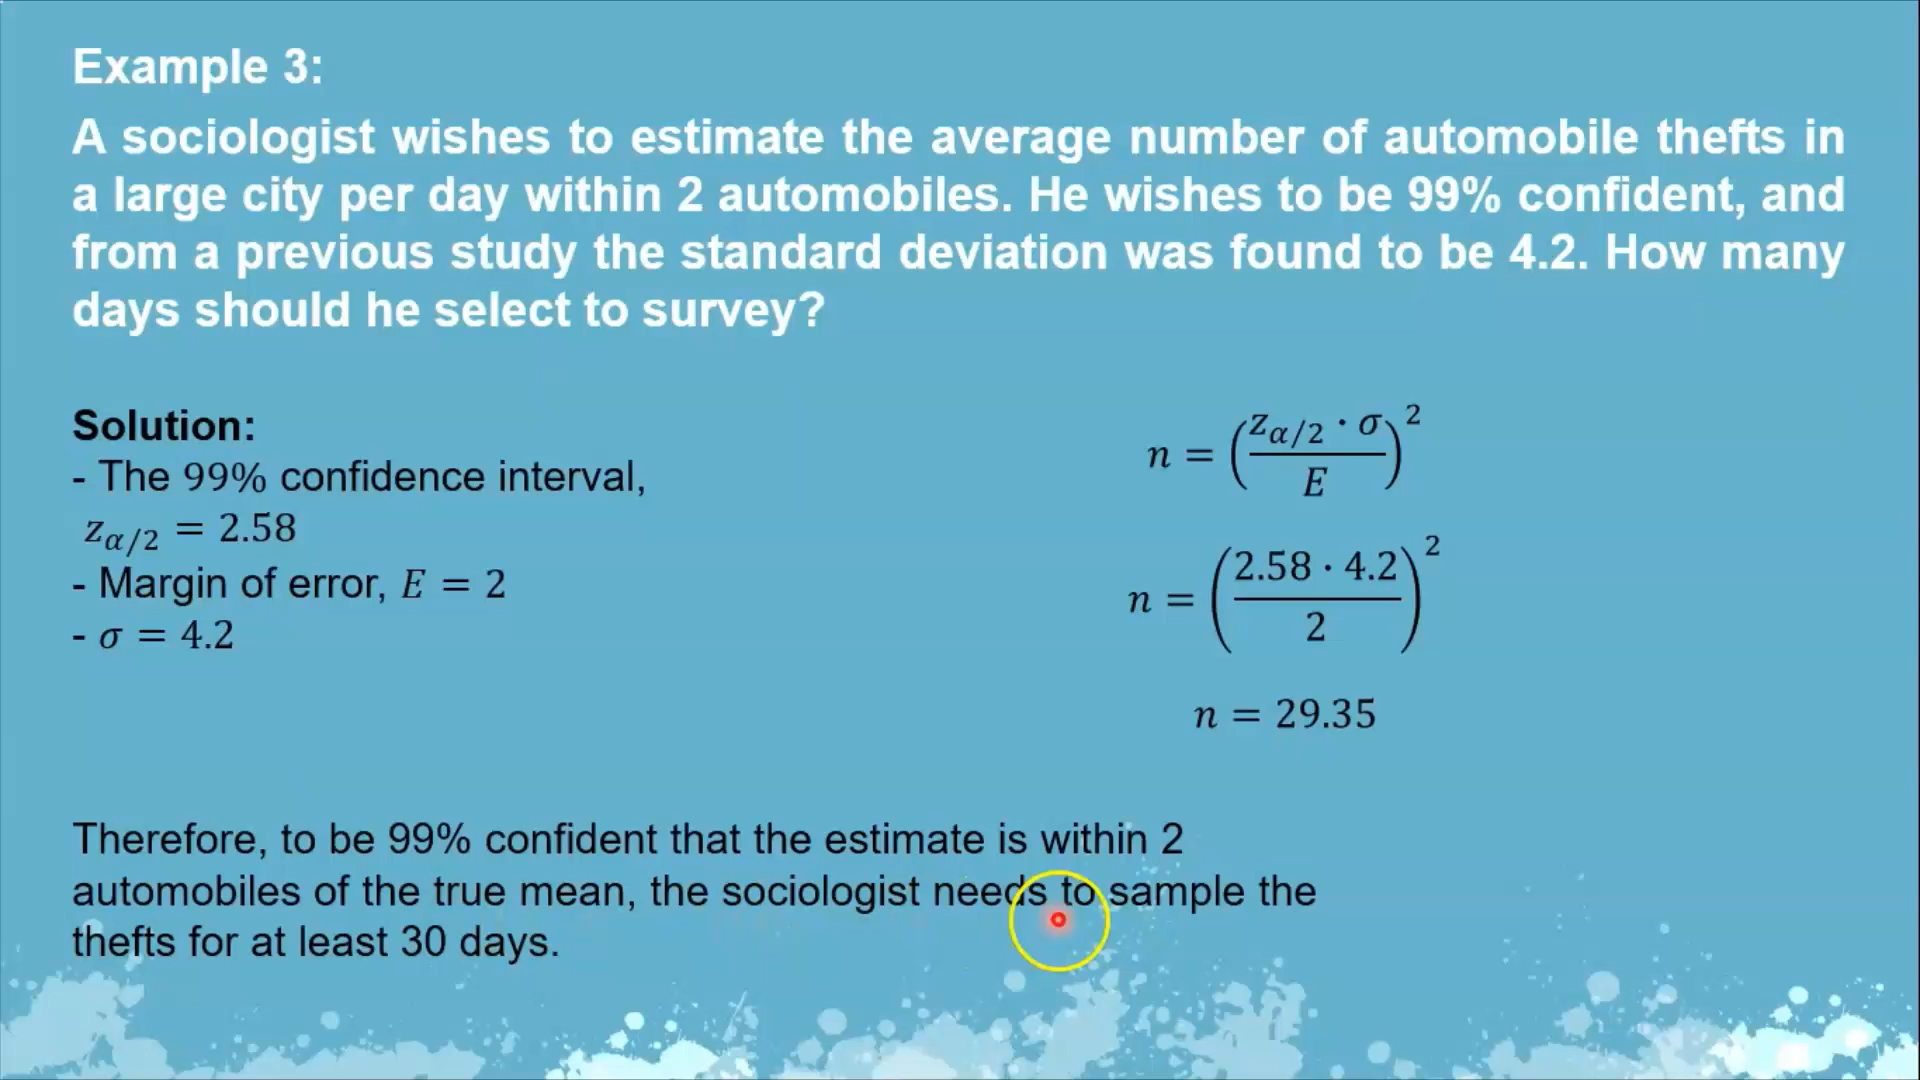 Example 3:
A sociologist wishes to estimate the average number of automobile thefts in
a large city per day within 2 automobiles. He wishes to be 99% confident, and
from a previous study the standard deviation was found to be 4.2. How many
days should he select to survey?
Solution:
- The 99% confidence interval,
z_{α/2} = 2.58
- Margin of error, E = 2
- σ = 4.2
n = (z_{α/2} · σ / E)^2
n = (2.58 · 4.2 / 2)^2
n = 29.35
Therefore, to be 99% confident that the estimate is within 2
automobiles of the true mean, the sociologist needs to sample the
thefts for at least 30 days.